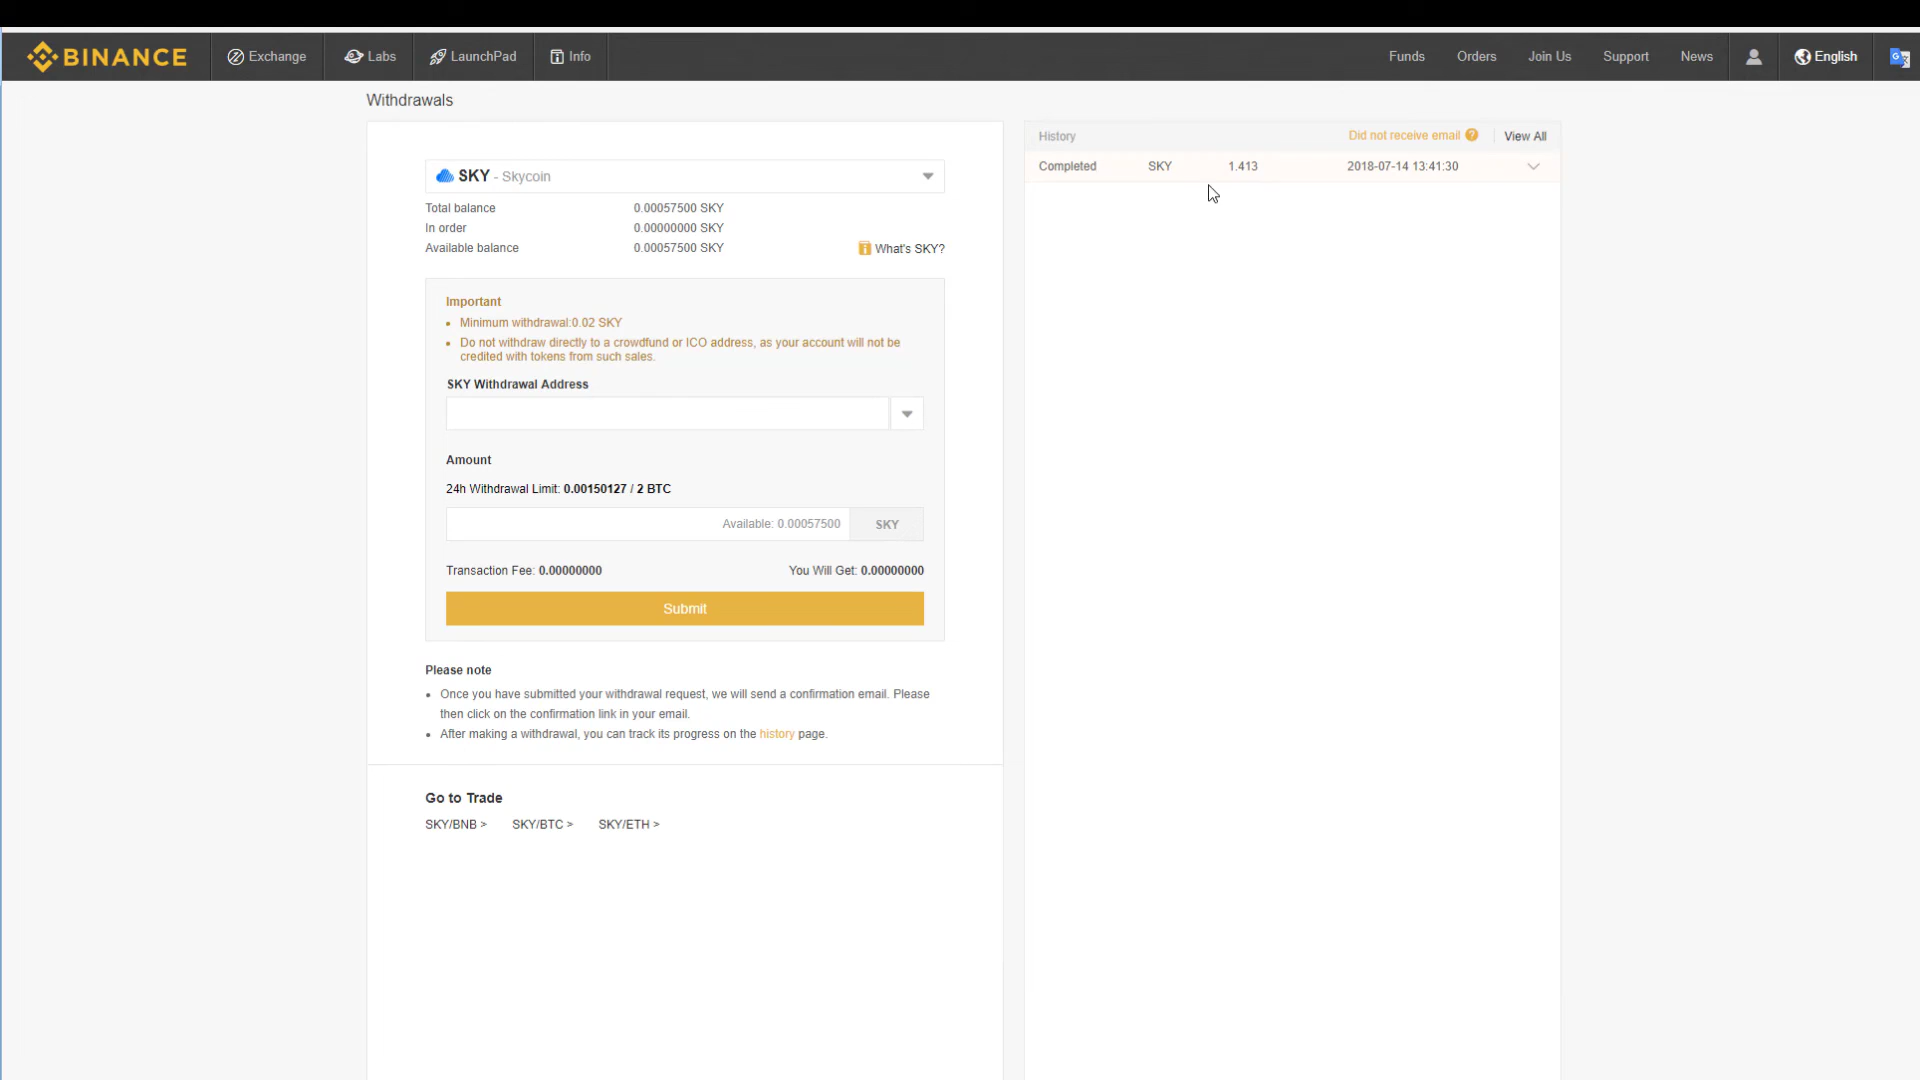 BINANCE Exchange Labs LaunchPad Info Funds Orders Join Us Support News English
Withdrawals
SKY - Skycoin
Total balance 0.00057500 SKY
In order 0.00000000 SKY
Available balance 0.00057500 SKY What's SKY?
Important
Minimum withdrawal:0.02 SKY
Do not withdraw directly to a crowdfund or ICO address, as your account will not be
credited with tokens from such sales.
SKY Withdrawal Address
Amount
24h Withdrawal Limit: 0.00150127 / 2 BTC
Available: 0.00057500 SKY
Transaction Fee: 0.00000000 You Will Get: 0.00000000
Submit
Please note
Once you have submitted your withdrawal request, we will send a confirmation email. Please
then click on the confirmation link in your email.
After making a withdrawal, you can track its progress on the history page.
Go to Trade
SKY/BNB > SKY/BTC > SKY/ETH >
History Did not receive email ? View All
Completed SKY 1.413 2018-07-14 13:41:30